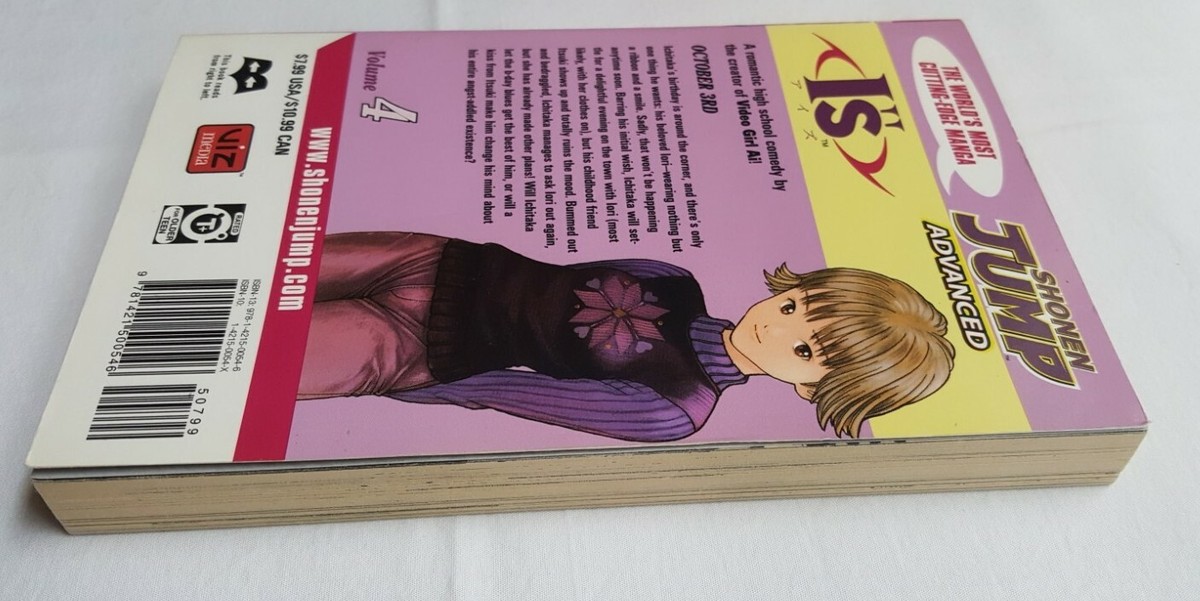 THE WORLD'S MOST
CUTTING-EDGE MANGA
SHONEN
JUMP
ADVANCED
I"s
アイズ
™
A romantic high school comedy by
the creator of Video Girl Ai!
OCTOBER 3RD
Ichitaka's birthday is around the corner, and there's only
one thing he wants: his beloved Iori—wearing nothing but
a ribbon and a smile. Sadly, that won't be happening
anytime soon. Barring his initial wish, Ichitaka will set-
tle for a delightful evening on the town with Iori (most
likely, with her clothes on), but his childhood friend
Itsuki shows up and totally ruins the mood. Bummed out
and bedraggled, Ichitaka manages to ask Iori out again,
but she has already made other plans! Will Ichitaka
let the b-day blues get the best of him, or will a
kiss from Itsuki make him change his mind about
his entire angst-addled existence?
Volume 4
www.shonenjump.com
$7.99 USA/$10.99 CAN
This book reads
from right to left.
VIZ
media
™
RATED
T+
FOR OLDER
TEEN
ISBN-13: 978-1-4215-0054-6
ISBN-10: 1-4215-0054-X
9 781421 500546
50799